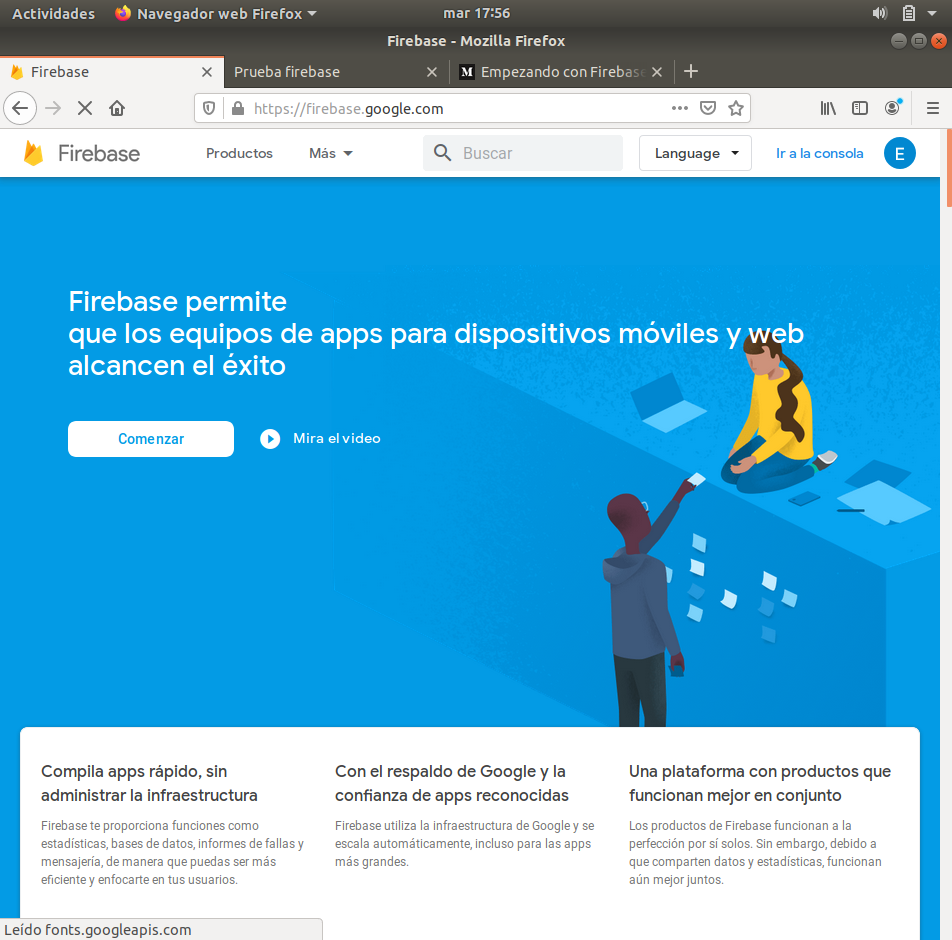 Actividades Navegador web Firefox mar 17:56
Firebase - Mozilla Firefox
Firebase Prueba firebase M Empezando con Firebase
https://firebase.google.com
Firebase Productos Más Buscar Language Ir a la consola E
Firebase permite
que los equipos de apps para dispositivos móviles y web
alcancen el éxito
Comenzar Mira el video
Compila apps rápido, sin
administrar la infraestructura
Firebase te proporciona funciones como
estadísticas, bases de datos, informes de fallas y
mensajería, de manera que puedas ser más
eficiente y enfocarte en tus usuarios.
Con el respaldo de Google y la
confianza de apps reconocidas
Firebase utiliza la infraestructura de Google y se
escala automáticamente, incluso para las apps
más grandes.
Una plataforma con productos que
funcionan mejor en conjunto
Los productos de Firebase funcionan a la
perfección por sí solos. Sin embargo, debido a
que comparten datos y estadísticas, funcionan
aún mejor juntos.
Leído fonts.googleapis.com